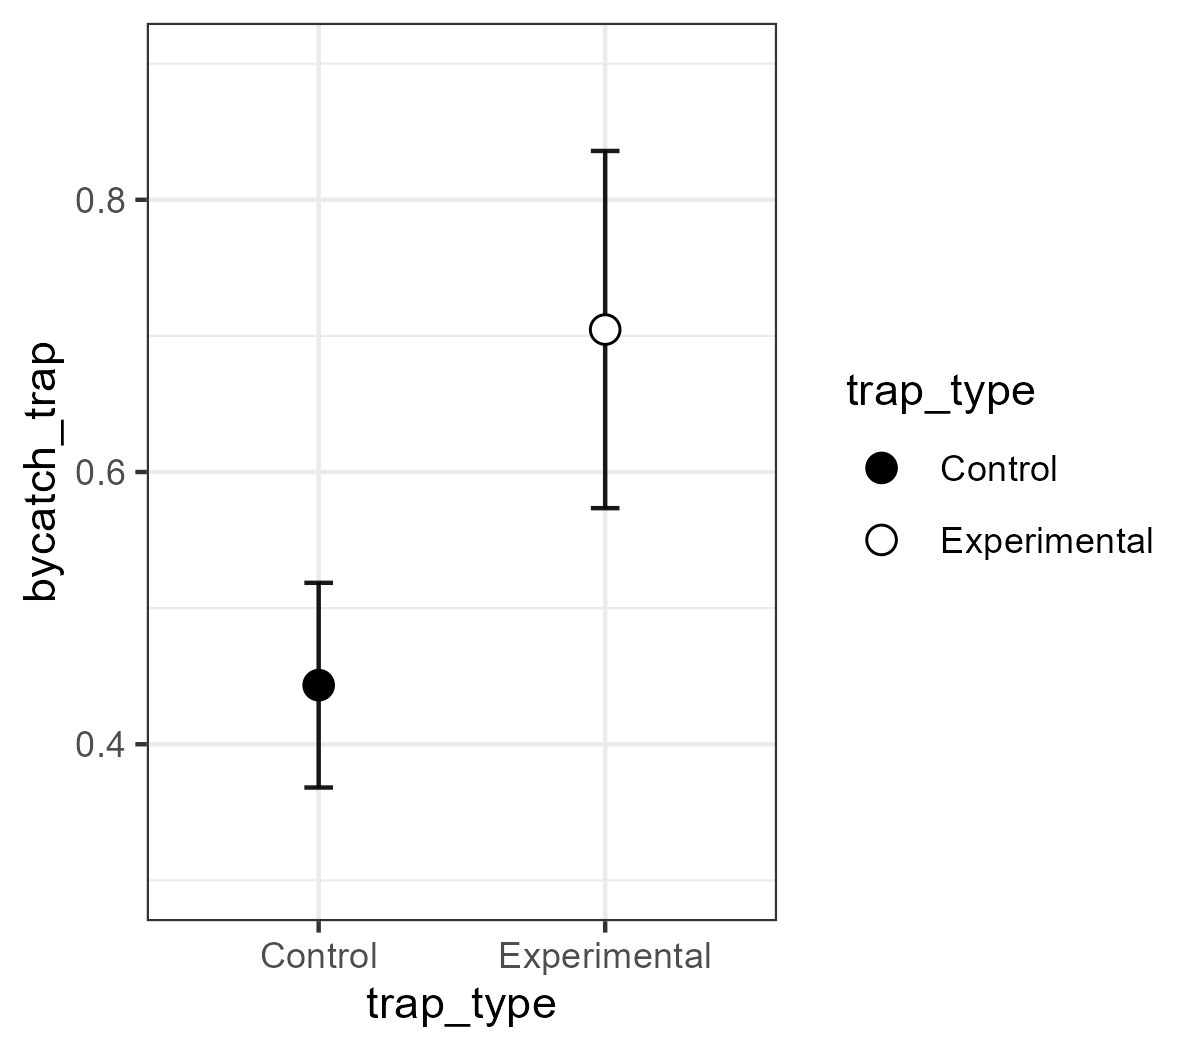 bycatch_trap
0.8
0.6
0.4
Control
Experimental
trap_type
trap_type
Control
Experimental